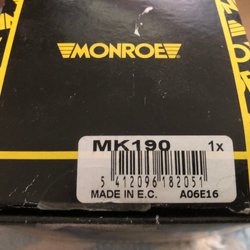 MONROE
MK190 1x
5 412096 182051
MADE IN E.C. A06E16